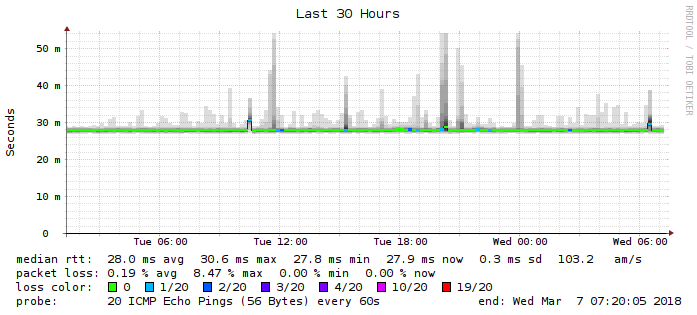 Last 30 Hours
RRDTOOL / TOBI OETIKER
Seconds
50 m
40 m
30 m
20 m
10 m
0
Tue 06:00 Tue 12:00 Tue 18:00 Wed 00:00 Wed 06:00
median rtt: 28.0 ms avg 30.6 ms max 27.8 ms min 27.9 ms now 0.3 ms sd 103.2 am/s
packet loss: 0.19 % avg 8.47 % max 0.00 % min 0.00 % now
loss color: 0 1/20 2/20 3/20 4/20 10/20 19/20
probe: 20 ICMP Echo Pings (56 Bytes) every 60s end: Wed Mar 7 07:20:05 2018